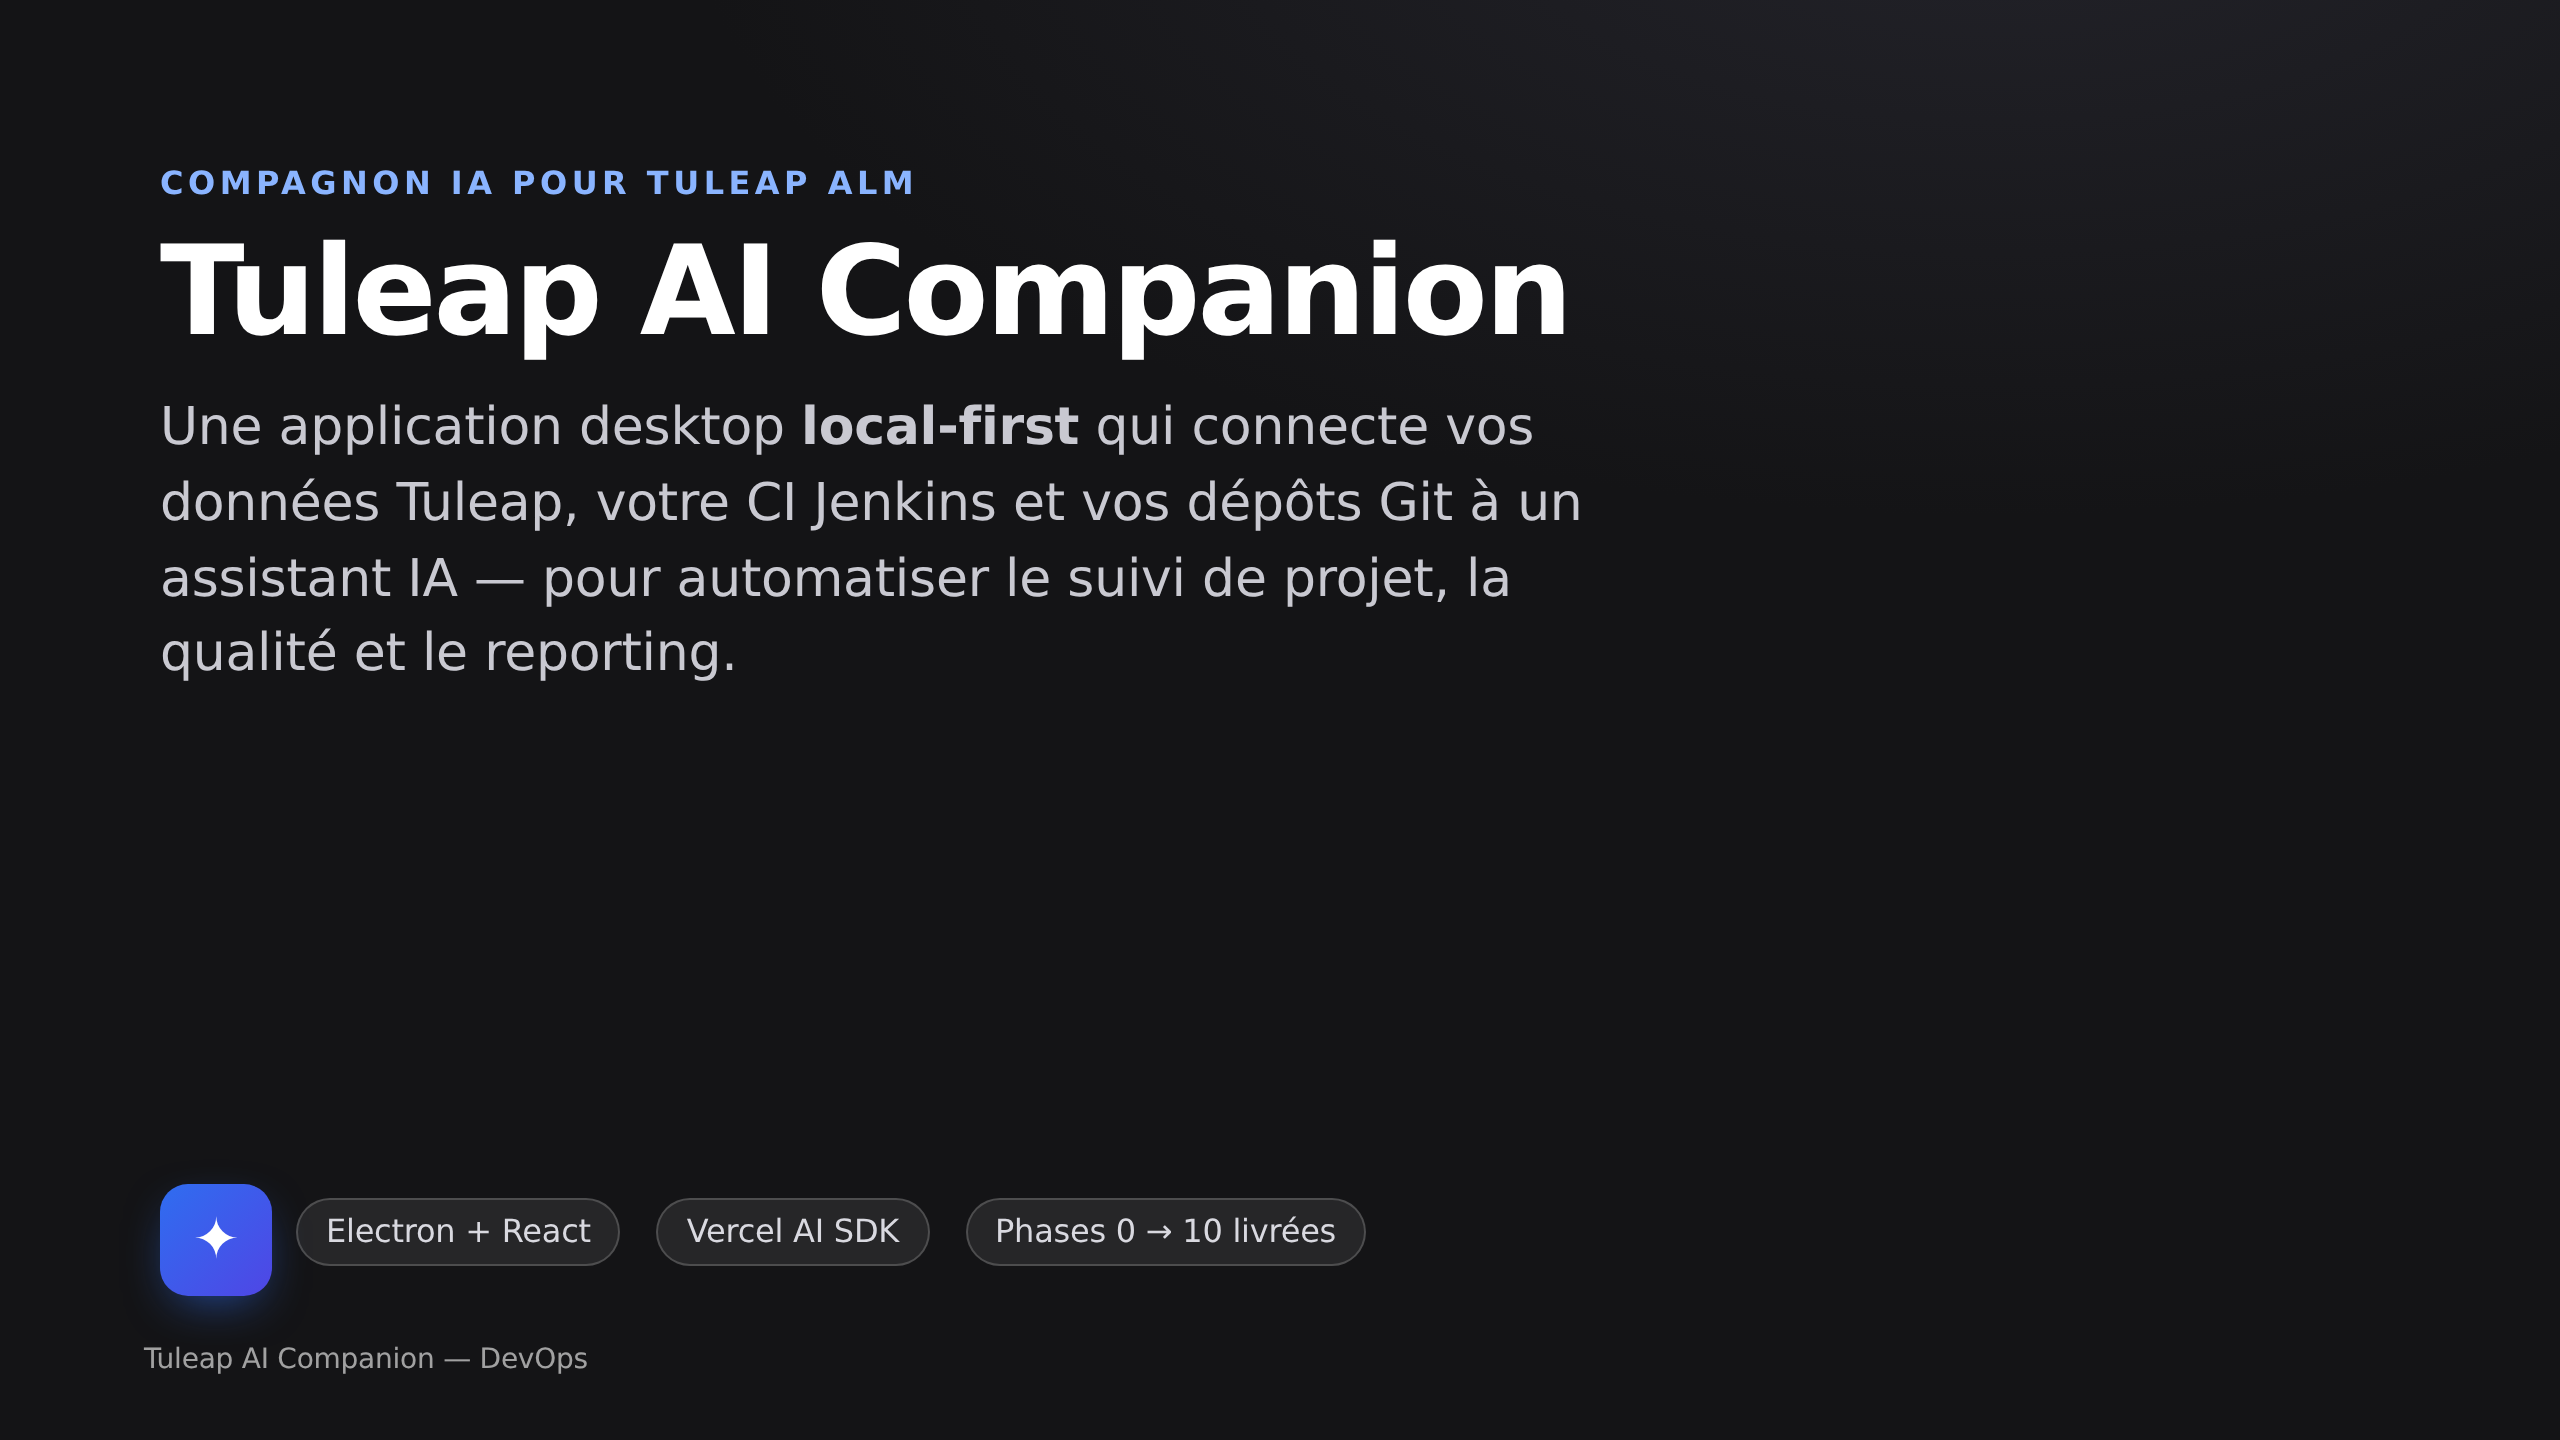 COMPAGNON IA POUR TULEAP ALM
Tuleap AI Companion
Une application desktop local-first qui connecte vos
données Tuleap, votre CI Jenkins et vos dépôts Git à un
assistant IA — pour automatiser le suivi de projet, la
qualité et le reporting.
Electron + React
Vercel AI SDK
Phases 0 → 10 livrées
Tuleap AI Companion — DevOps